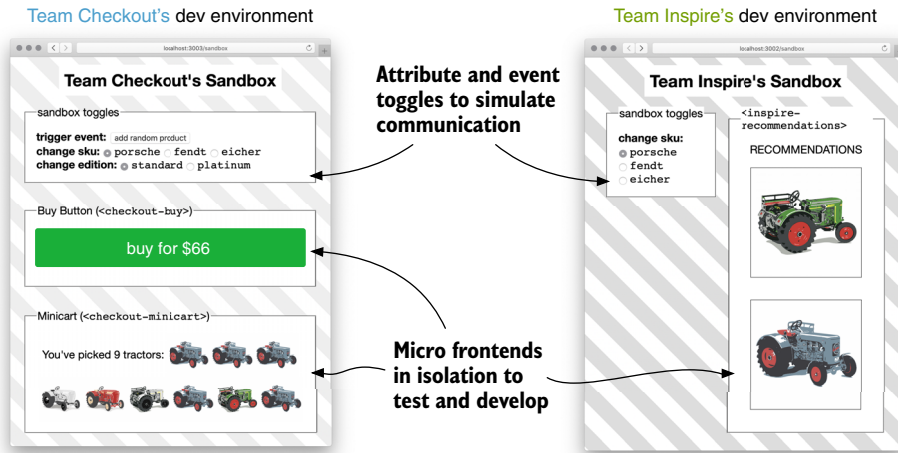 Team Checkout's dev environment
localhost:3003/sandbox
Team Checkout's Sandbox
sandbox toggles
trigger event: add random product
change sku: porsche fendt eicher
change edition: standard platinum
Buy Button (<checkout-buy>)
buy for $66
Minicart (<checkout-minicart>)
You've picked 9 tractors:
Attribute and event
toggles to simulate
communication
Micro frontends
in isolation to
test and develop
Team Inspire's dev environment
localhost:3002/sandbox
Team Inspire's Sandbox
sandbox toggles
change sku:
porsche
fendt
eicher
<inspire-
recommendations>
RECOMMENDATIONS